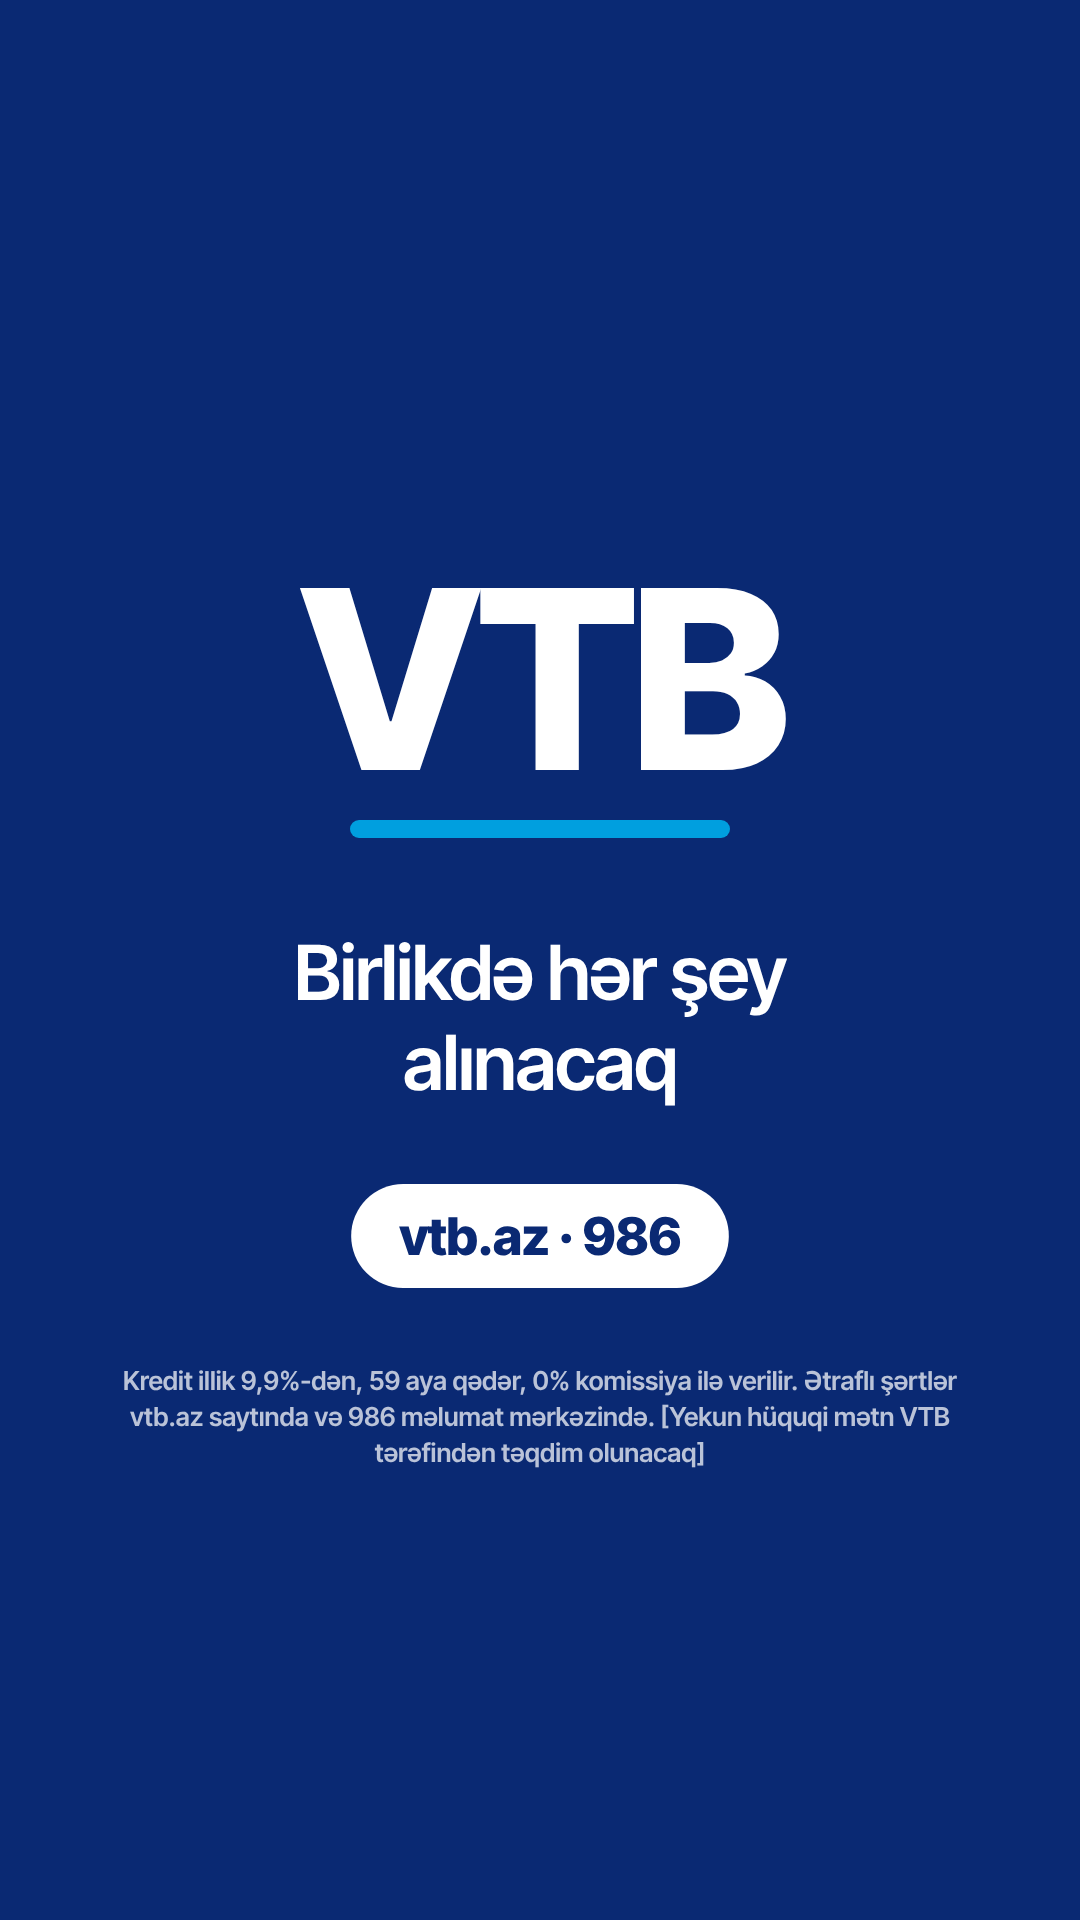 VTB
Birlikdə hər şey
alınacaq
vtb.az · 986
Kredit illik 9,9%-dən, 59 aya qədər, 0% komissiya ilə verilir. Ətraflı şərtlər
vtb.az saytında və 986 məlumat mərkəzində. [Yekun hüquqi mətn VTB
tərəfindən təqdim olunacaq]